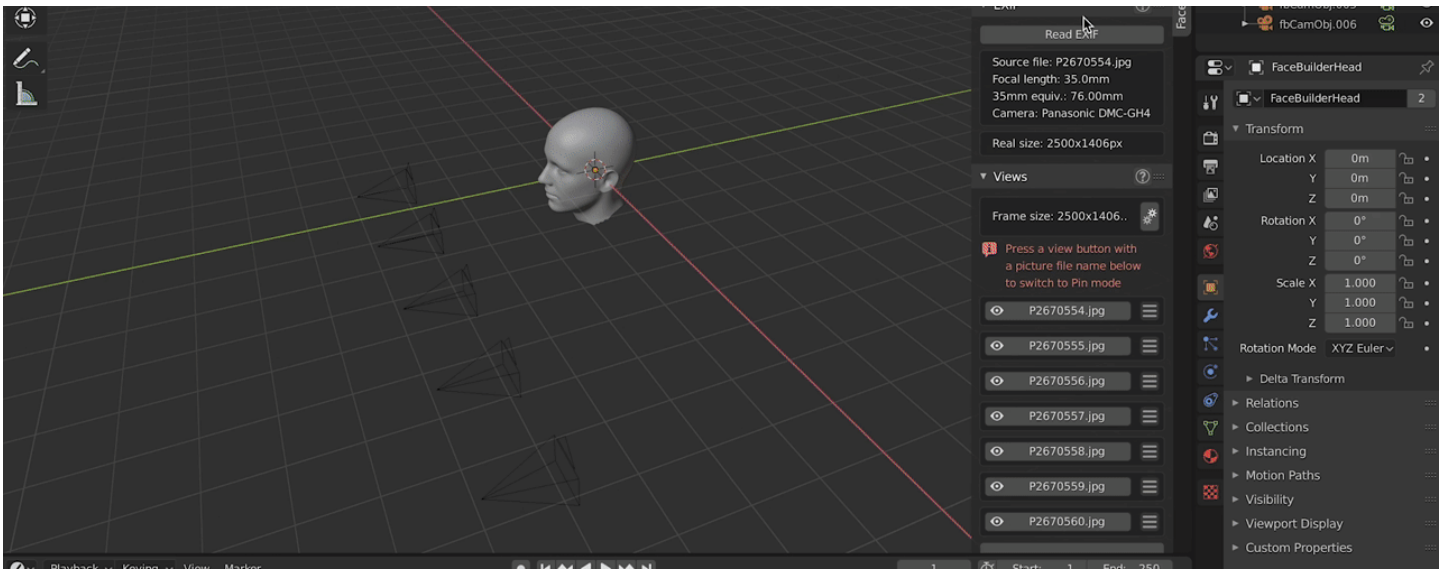 EXIF
Read EXIF
Source file: P2670554.jpg
Focal length: 35.0mm
35mm equiv.: 76.00mm
Camera: Panasonic DMC-GH4
Real size: 2500x1406px
Views
Frame size: 2500x1406..
Press a view button with
a picture file name below
to switch to Pin mode
P2670554.jpg
P2670555.jpg
P2670556.jpg
P2670557.jpg
P2670558.jpg
P2670559.jpg
P2670560.jpg
Face
fbCamObj.005
fbCamObj.006
FaceBuilderHead
FaceBuilderHead 2
Transform
Location X 0m
Y 0m
Z 0m
Rotation X 0°
Y 0°
Z 0°
Scale X 1.000
Y 1.000
Z 1.000
Rotation Mode XYZ Euler
Delta Transform
Relations
Collections
Instancing
Motion Paths
Visibility
Viewport Display
Custom Properties
Playback Keying View Marker
1 Start: 1 End: 250